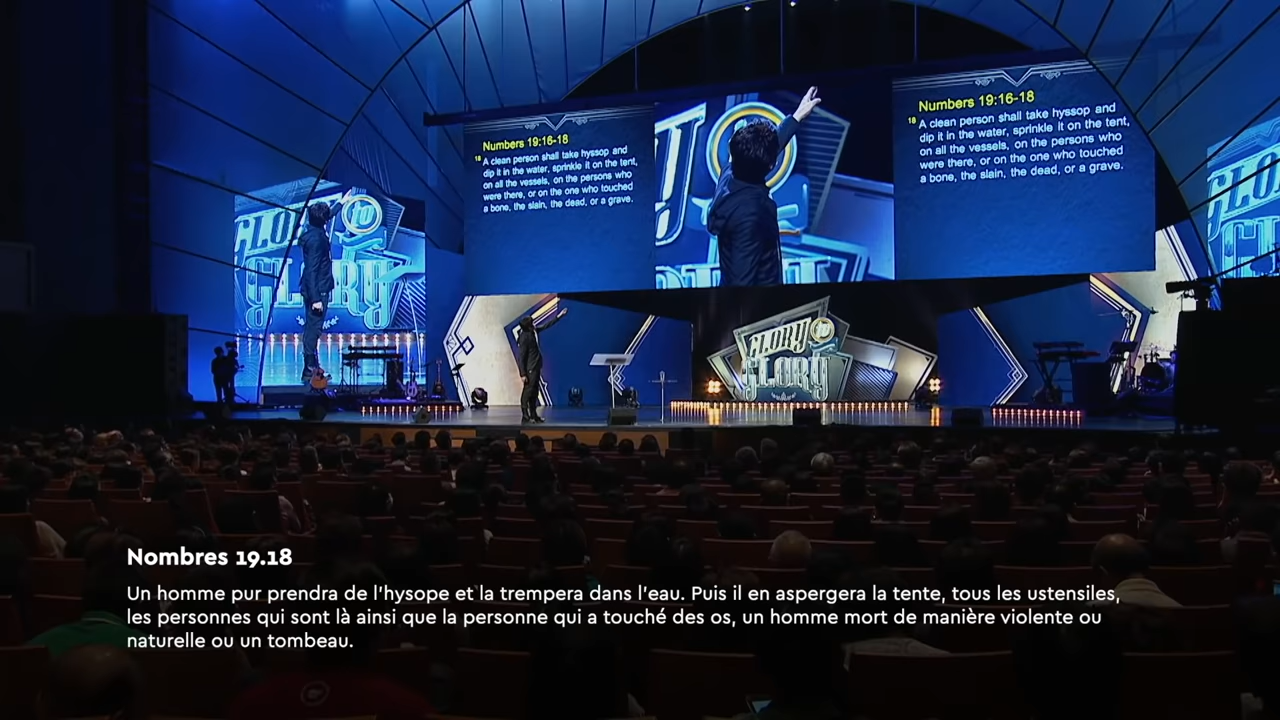 Numbers 19:16-18
18 A clean person shall take hyssop and
dip it in the water, sprinkle it on the tent,
on all the vessels, on the persons who
were there, or on the one who touched
a bone, the slain, the dead, or a grave.
Numbers 19:16-18
18 A clean person shall take hyssop and
dip it in the water, sprinkle it on the tent,
on all the vessels, on the persons who
were there, or on the one who touched
a bone, the slain, the dead, or a grave.
GLORY to
GLORY
GLORY to
GLORY
Nombres 19.18
Un homme pur prendra de l'hysope et la trempera dans l'eau. Puis il en aspergera la tente, tous les ustensiles,
les personnes qui sont là ainsi que la personne qui a touché des os, un homme mort de manière violente ou
naturelle ou un tombeau.